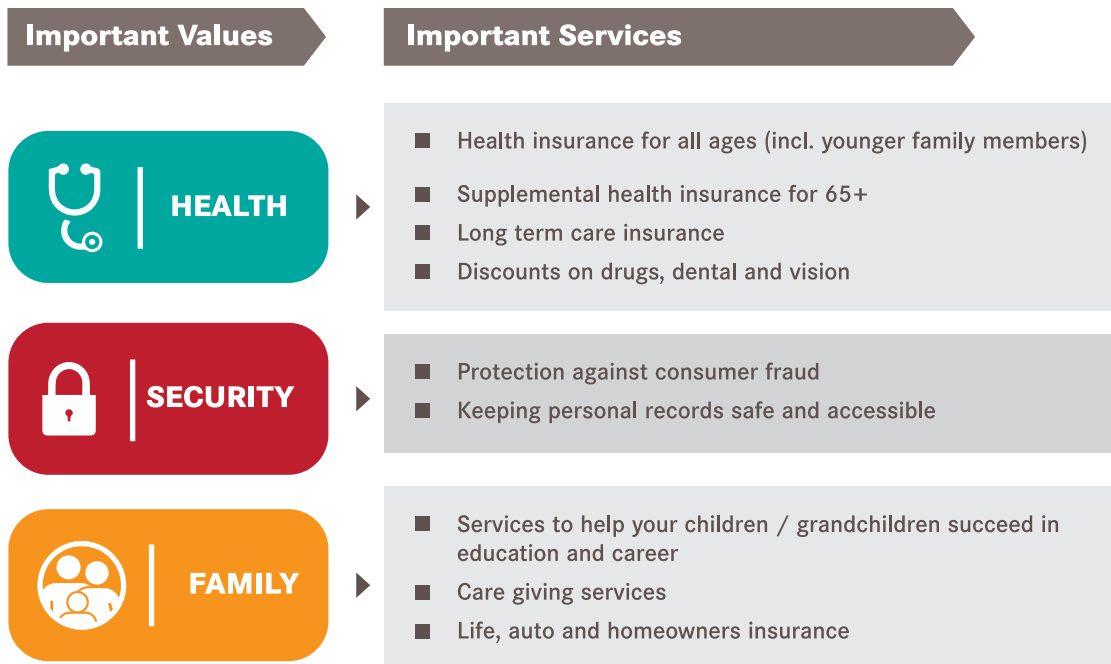 Important Values
Important Services
HEALTH
■ Health insurance for all ages (incl. younger family members)
■ Supplemental health insurance for 65+
■ Long term care insurance
■ Discounts on drugs, dental and vision
SECURITY
■ Protection against consumer fraud
■ Keeping personal records safe and accessible
FAMILY
■ Services to help your children / grandchildren succeed in
education and career
■ Care giving services
■ Life, auto and homeowners insurance